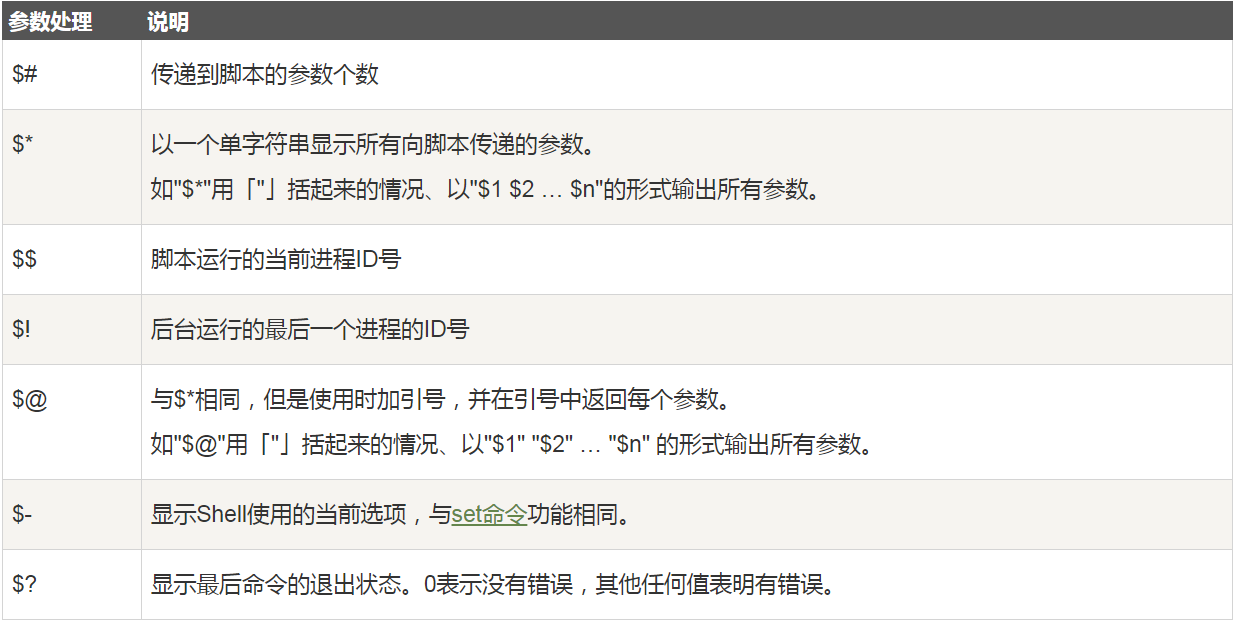 参数处理 说明
$# 传递到脚本的参数个数
$* 以一个单字符串显示所有向脚本传递的参数。
如"$*"用「"」括起来的情况、以"$1 $2 … $n"的形式输出所有参数。
$$ 脚本运行的当前进程ID号
$! 后台运行的最后一个进程的ID号
$@ 与$*相同，但是使用时加引号，并在引号中返回每个参数。
如"$@"用「"」括起来的情况、以"$1" "$2" … "$n" 的形式输出所有参数。
$- 显示Shell使用的当前选项，与set命令功能相同。
$? 显示最后命令的退出状态。0表示没有错误，其他任何值表明有错误。